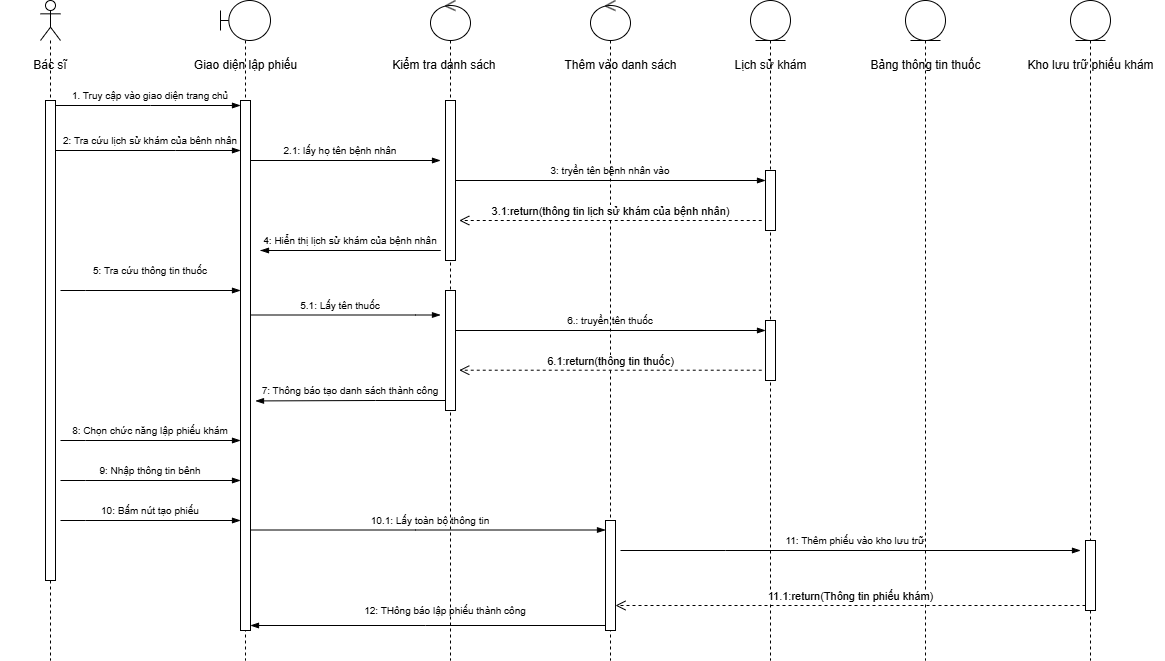 Bác sĩ
Giao diện lập phiếu
Kiểm tra danh sách
Thêm vào danh sách
Lịch sử khám
Bảng thông tin thuốc
Kho lưu trữ phiếu khám
1. Truy cập vào giao diện trang chủ
2: Tra cứu lịch sử khám của bênh nhân
2.1: lấy họ tên bệnh nhân
3: tryền tên bệnh nhân vào
3.1:return(thông tin lịch sử khám của bệnh nhân)
4: Hiển thị lịch sử khám của bệnh nhân
5: Tra cứu thông tin thuốc
5.1: Lấy tên thuốc
6.: truyền tên thuốc
6.1:return(thông tin thuốc)
7: Thông báo tạo danh sách thành công
8: Chọn chức năng lập phiếu khám
9: Nhập thông tin bênh
10: Bấm nút tạo phiếu
10.1: Lấy toàn bộ thông tin
11: Thêm phiếu vào kho lưu trữ
11.1:return(Thông tin phiếu khám)
12: THông báo lập phiếu thành công